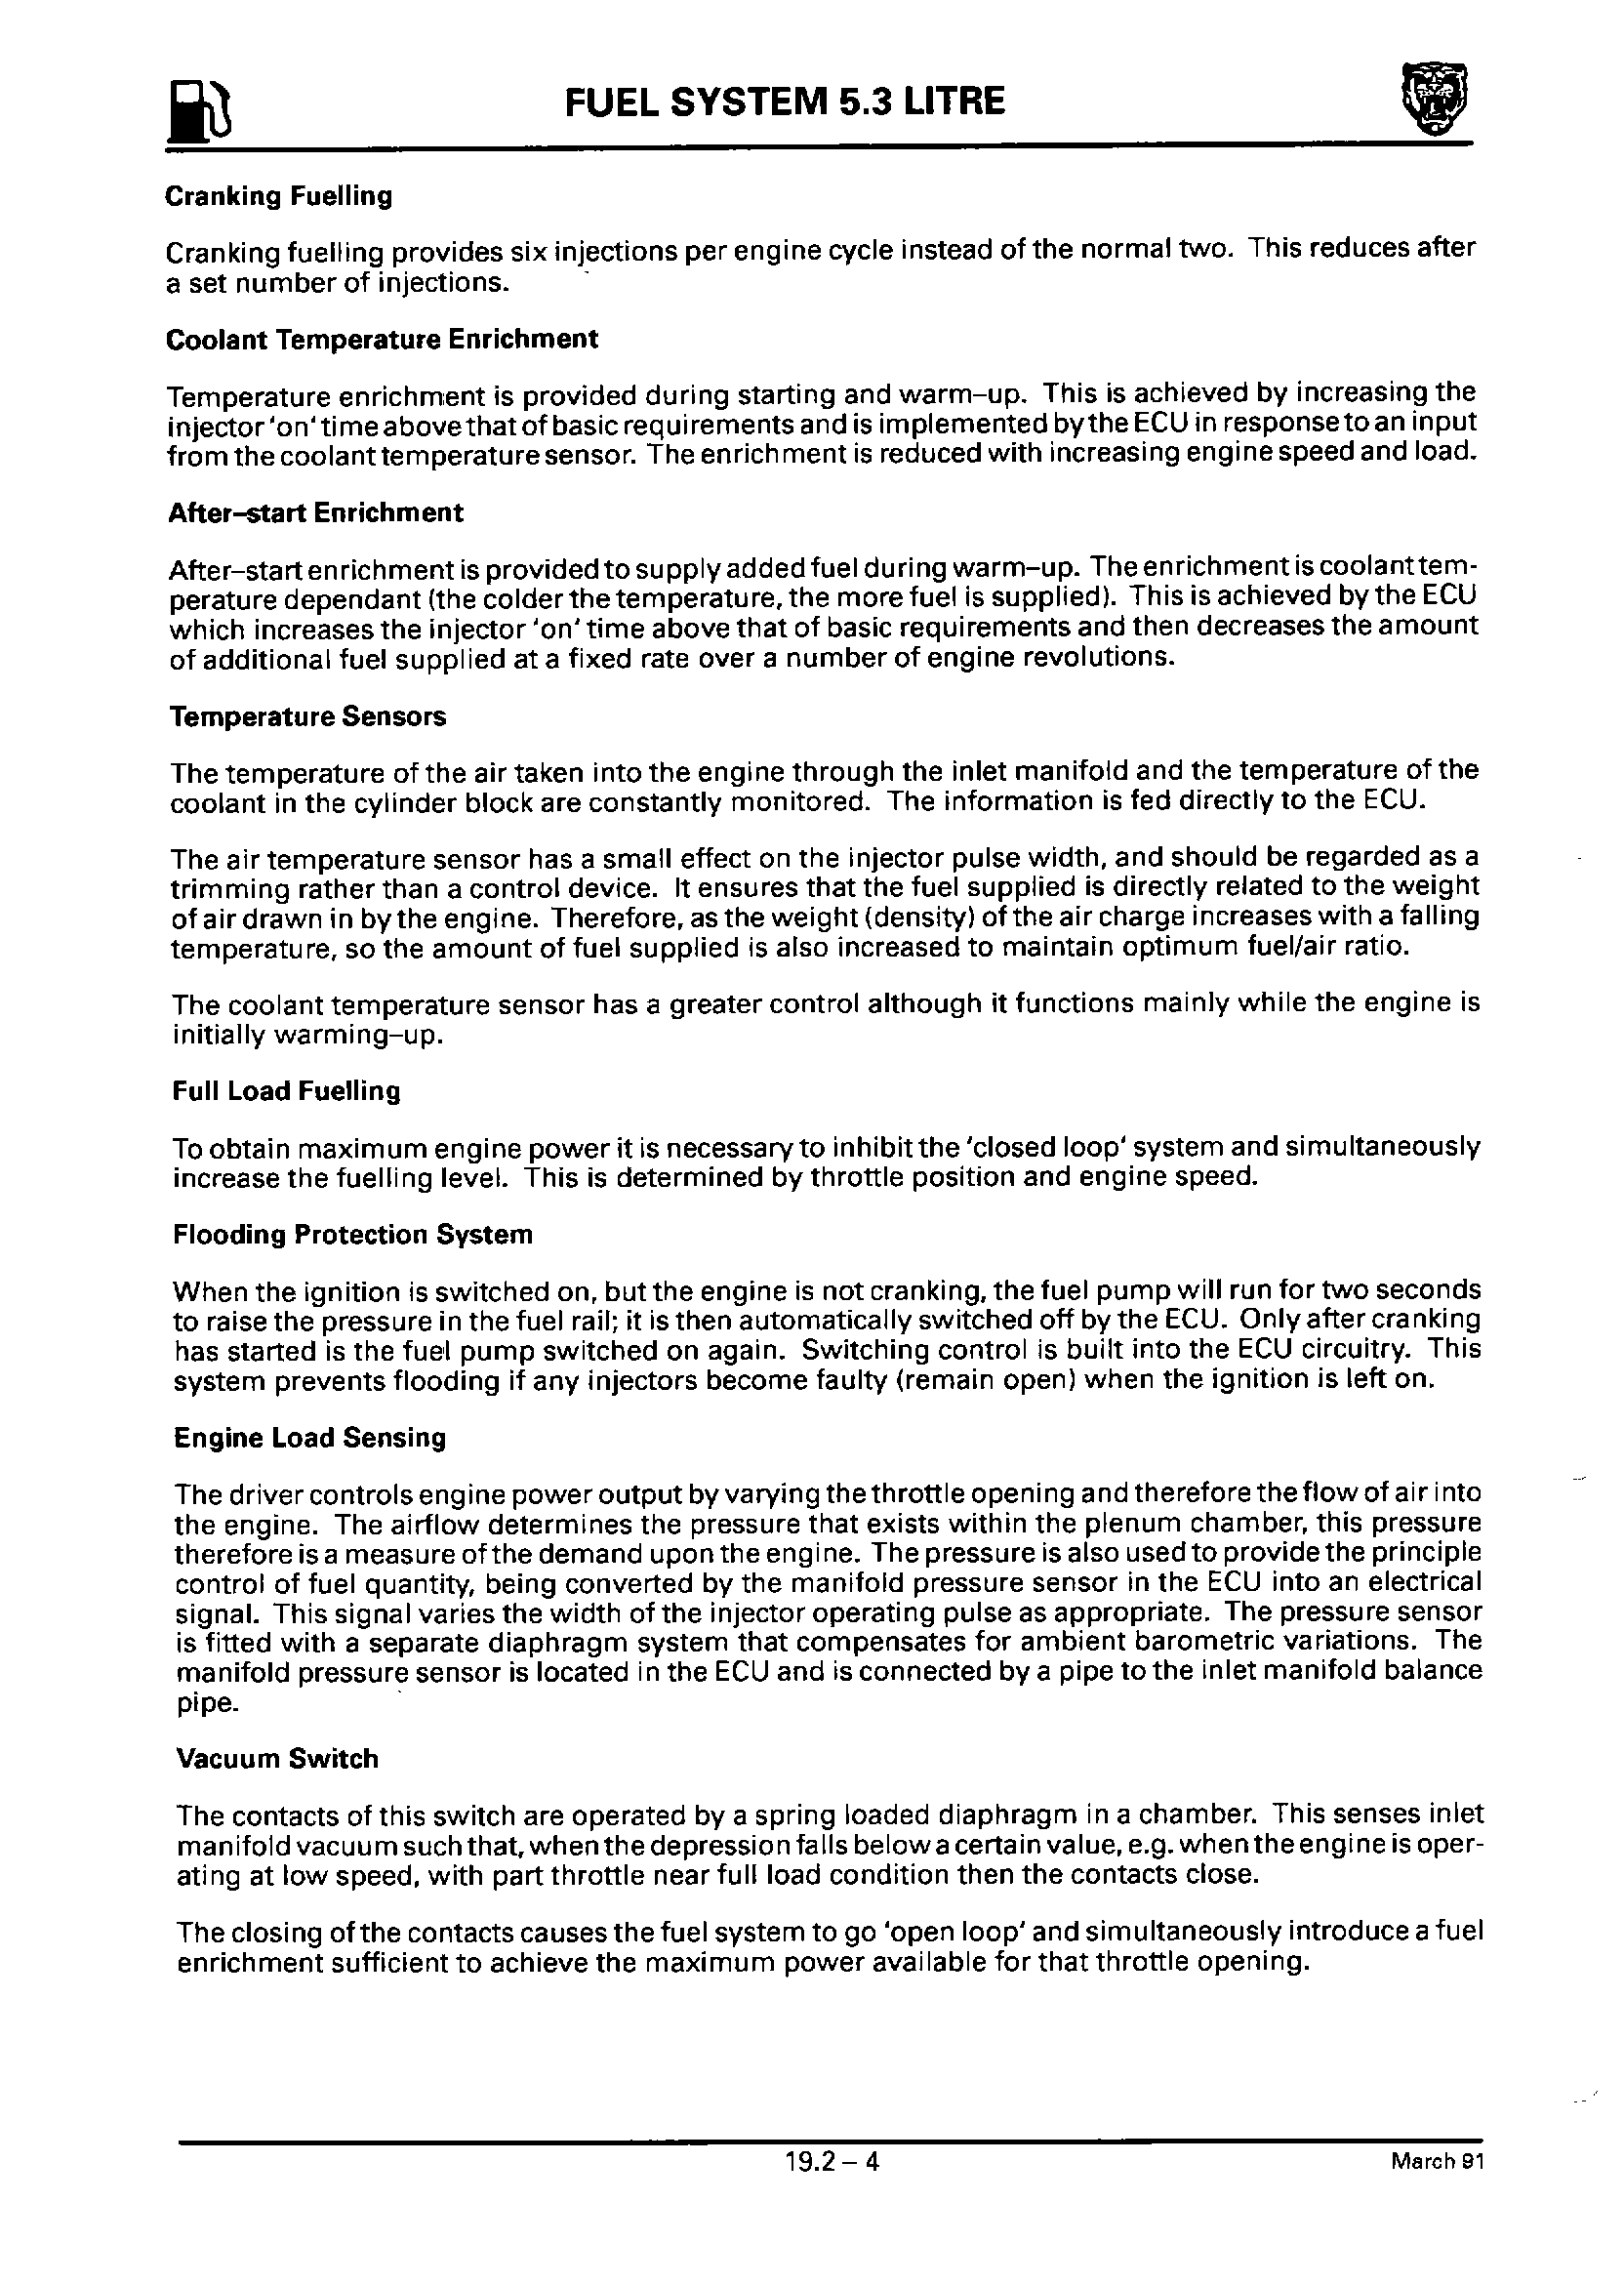 FUEL SYSTEM 5.3 LITRE
Cranking Fuelling
Cranking fuelling provides six injections per engine cycle instead of the normal two. This reduces after
a set number of injections.
Coolant Temperature Enrichment
Temperature enrichment is provided during starting and warm–up. This is achieved by increasing the
injector 'on' time above that of basic requirements and is implemented by the ECU in response to an input
from the coolant temperature sensor. The enrichment is reduced with increasing engine speed and load.
After–start Enrichment
After–start enrichment is provided to supply added fuel during warm–up. The enrichment is coolant tem-
perature dependant (the colder the temperature, the more fuel is supplied). This is achieved by the ECU
which increases the injector 'on' time above that of basic requirements and then decreases the amount
of additional fuel supplied at a fixed rate over a number of engine revolutions.
Temperature Sensors
The temperature of the air taken into the engine through the inlet manifold and the temperature of the
coolant in the cylinder block are constantly monitored. The information is fed directly to the ECU.
The air temperature sensor has a small effect on the injector pulse width, and should be regarded as a
trimming rather than a control device. It ensures that the fuel supplied is directly related to the weight
of air drawn in by the engine. Therefore, as the weight (density) of the air charge increases with a falling
temperature, so the amount of fuel supplied is also increased to maintain optimum fuel/air ratio.
The coolant temperature sensor has a greater control although it functions mainly while the engine is
initially warming–up.
Full Load Fuelling
To obtain maximum engine power it is necessary to inhibit the 'closed loop' system and simultaneously
increase the fuelling level. This is determined by throttle position and engine speed.
Flooding Protection System
When the ignition is switched on, but the engine is not cranking, the fuel pump will run for two seconds
to raise the pressure in the fuel rail; it is then automatically switched off by the ECU. Only after cranking
has started is the fuel pump switched on again. Switching control is built into the ECU circuitry. This
system prevents flooding if any injectors become faulty (remain open) when the ignition is left on.
Engine Load Sensing
The driver controls engine power output by varying the throttle opening and therefore the flow of air into
the engine. The airflow determines the pressure that exists within the plenum chamber, this pressure
therefore is a measure of the demand upon the engine. The pressure is also used to provide the principle
control of fuel quantity, being converted by the manifold pressure sensor in the ECU into an electrical
signal. This signal varies the width of the injector operating pulse as appropriate. The pressure sensor
is fitted with a separate diaphragm system that compensates for ambient barometric variations. The
manifold pressure sensor is located in the ECU and is connected by a pipe to the inlet manifold balance
pipe.
Vacuum Switch
The contacts of this switch are operated by a spring loaded diaphragm in a chamber. This senses inlet
manifold vacuum such that, when the depression falls below a certain value, e.g. when the engine is oper-
ating at low speed, with part throttle near full load condition then the contacts close.
The closing of the contacts causes the fuel system to go 'open loop' and simultaneously introduce a fuel
enrichment sufficient to achieve the maximum power available for that throttle opening.
19.2 – 4
March 91